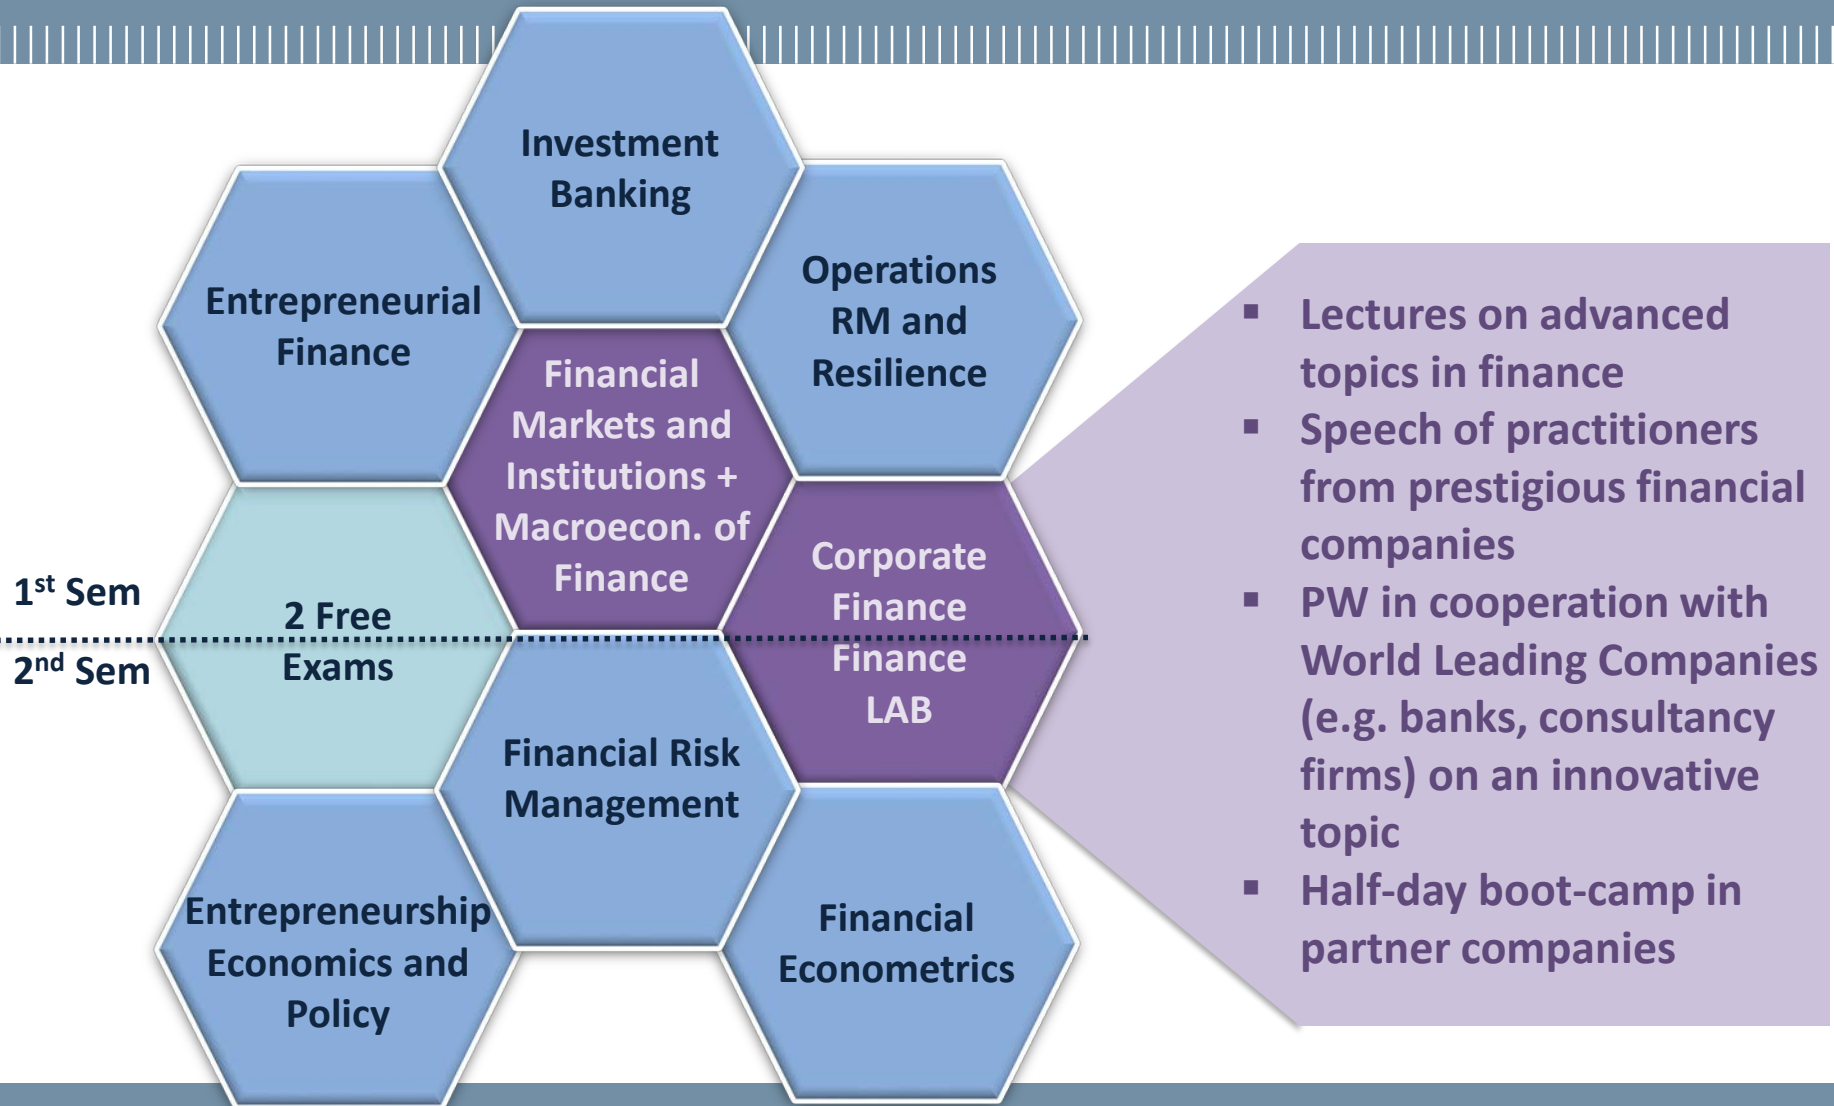 Investment
Banking
Entrepreneurial
Finance
Operations
RM and
Resilience
Financial
Markets and
Institutions +
Macroecon. of
Finance
1st Sem
2nd Sem
2 Free
Exams
Corporate
Finance
Finance
LAB
Financial Risk
Management
Entrepreneurship
Economics and
Policy
Financial
Econometrics
▪ Lectures on advanced
topics in finance
▪ Speech of practitioners
from prestigious financial
companies
▪ PW in cooperation with
World Leading Companies
(e.g. banks, consultancy
firms) on an innovative
topic
▪ Half-day boot-camp in
partner companies